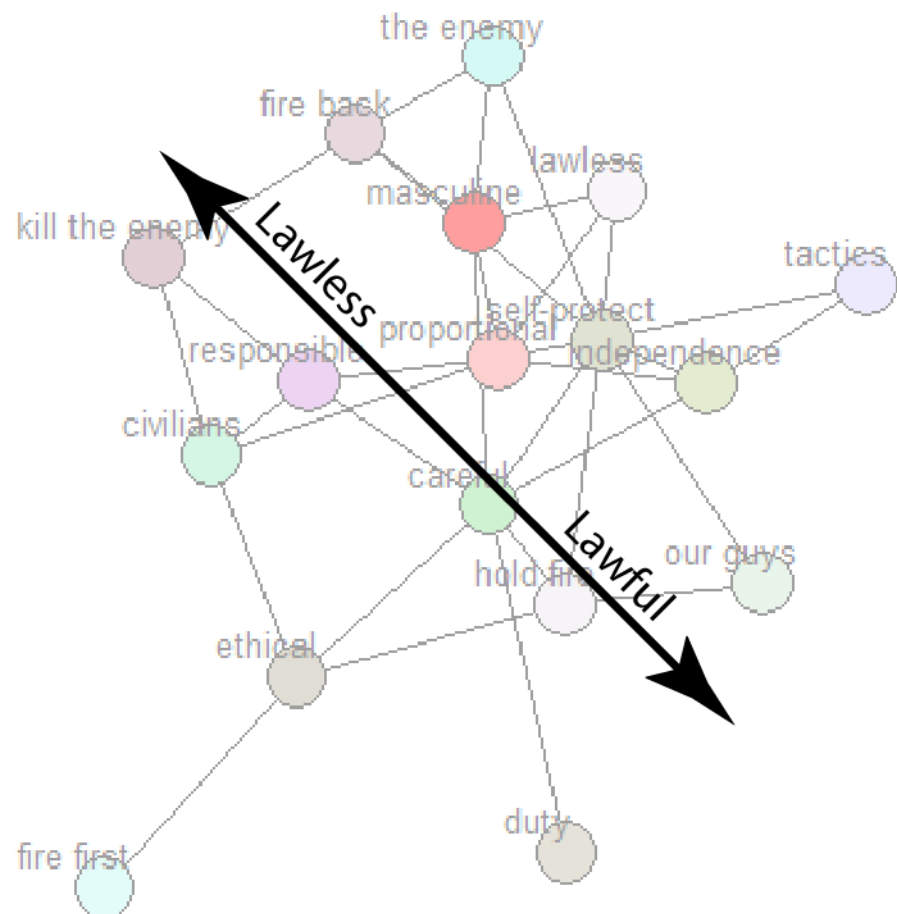 the enemy
fire back
lawless
masculine
kill the enemy
Lawless
tactics
self-protect
proportional
responsible
independence
civilians
careful
Lawful
our guys
hold fire
ethical
duty
fire first